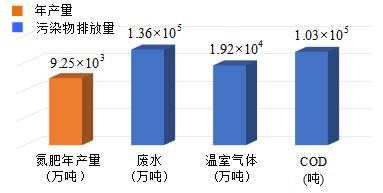 年产量
污染物排放量
9.25×10³
1.36×10⁵
1.92×10⁴
1.03×10⁵
氮肥年产量
(万吨)
废水
(万吨)
温室气体
(万吨)
COD
(吨)